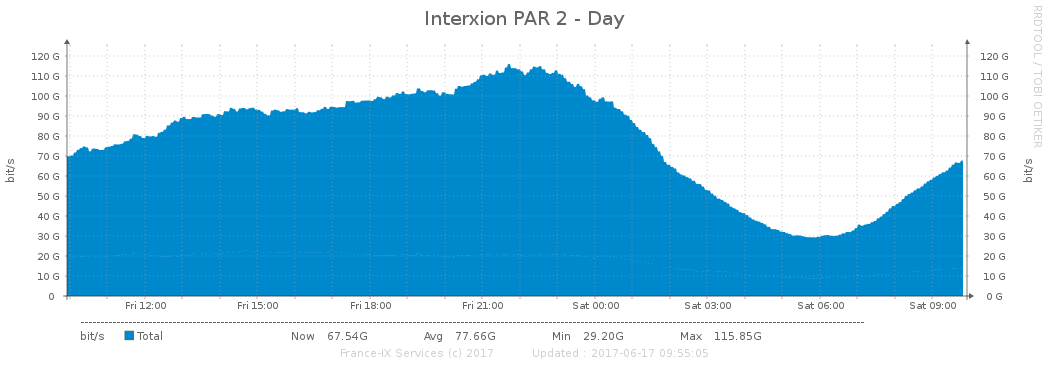 Interxion PAR 2 - Day
RRDTOOL / TOBI OETIKER
bit/s
120 G
110 G
100 G
90 G
80 G
70 G
60 G
50 G
40 G
30 G
20 G
10 G
0
120 G
110 G
100 G
90 G
80 G
70 G
60 G
50 G
40 G
30 G
20 G
10 G
0 G
bit/s
Fri 12:00 Fri 15:00 Fri 18:00 Fri 21:00 Sat 00:00 Sat 03:00 Sat 06:00 Sat 09:00
bit/s Total Now 67.54G Avg 77.66G Min 29.20G Max 115.85G
France-IX Services (c) 2017 Updated : 2017-06-17 09:55:05